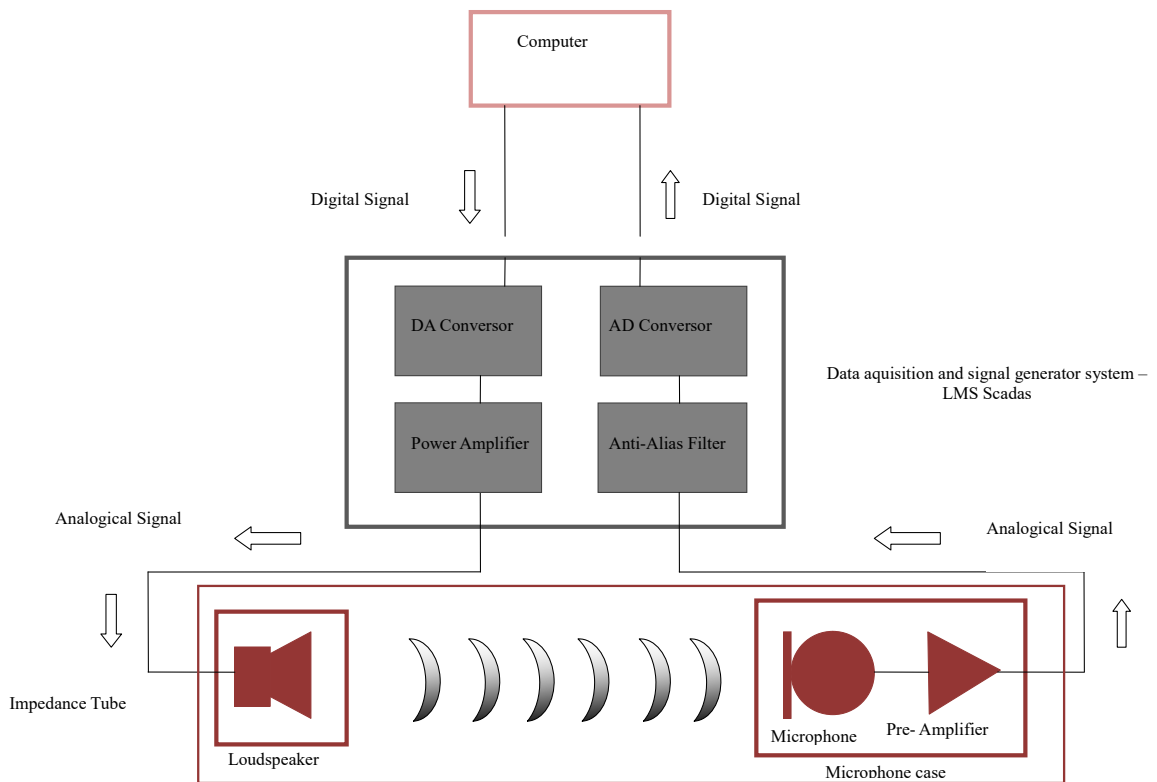 Computer
Digital Signal
Digital Signal
DA Conversor
AD Conversor
Data aquisition and signal generator system –
LMS Scadas
Power Amplifier
Anti-Alias Filter
Analogical Signal
Analogical Signal
Impedance Tube
Loudspeaker
Microphone
Pre- Amplifier
Microphone case